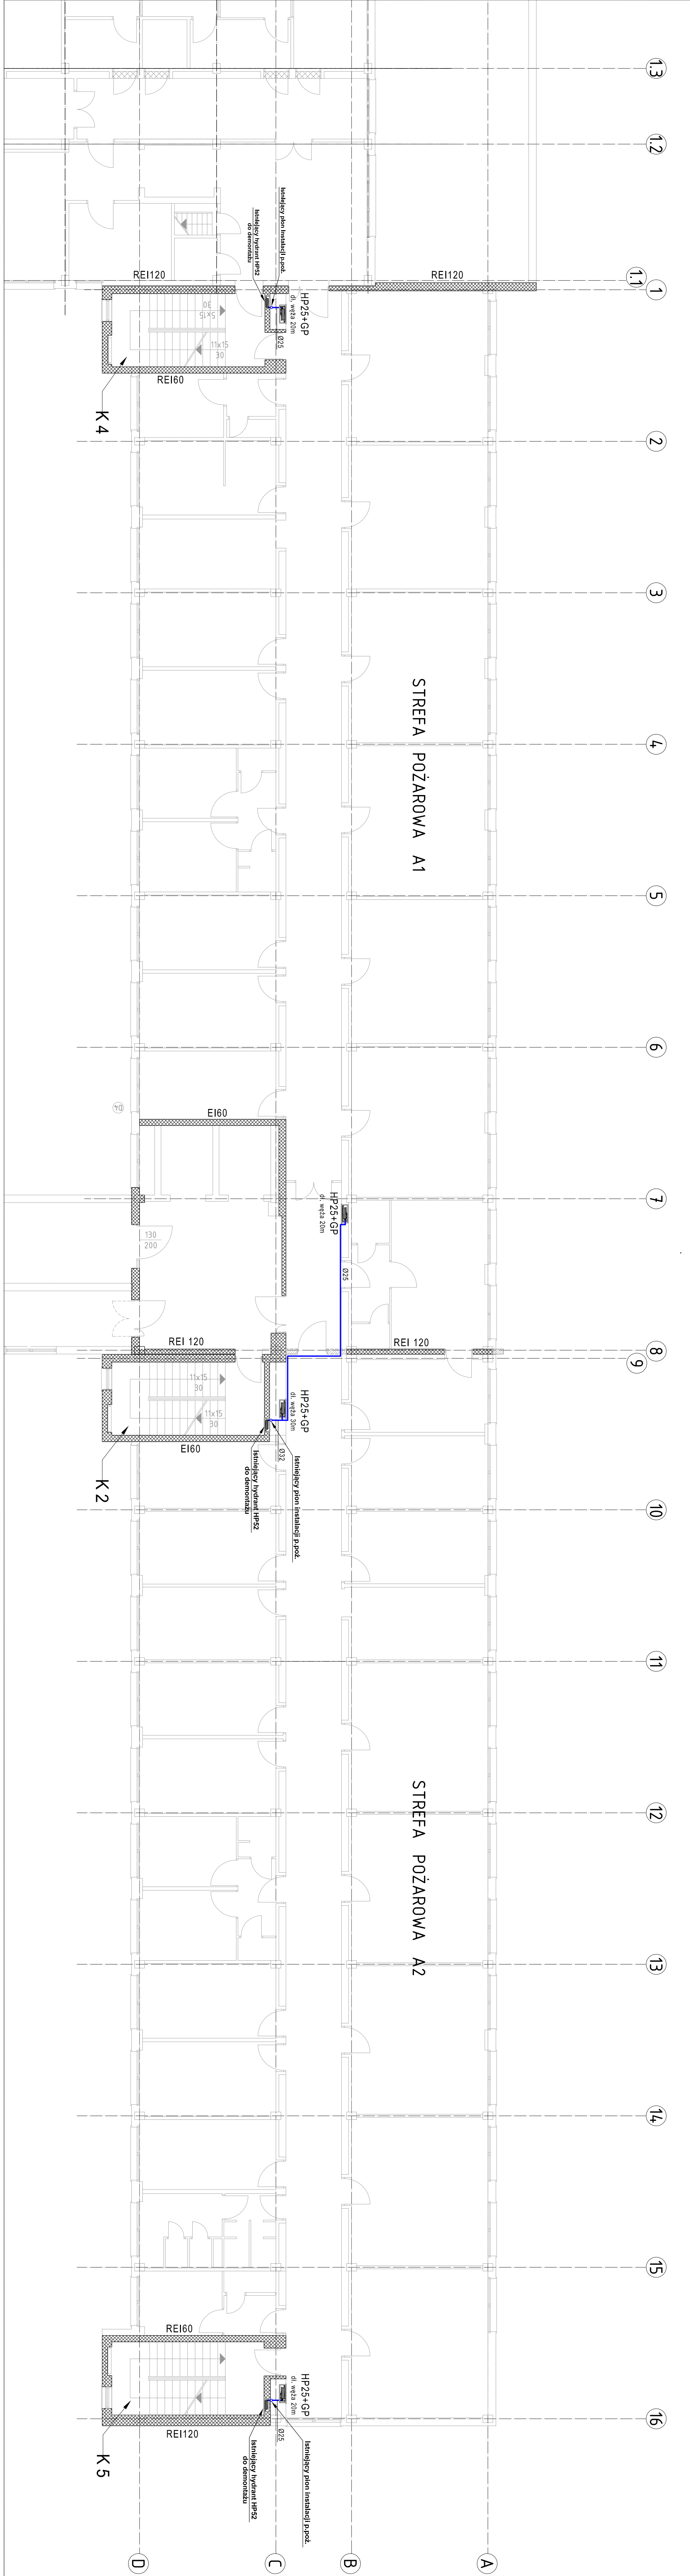 1.3
1.2
1.1
1
REI120
REI120
Istniejący pion instalacji p.poż.
Istniejący hydrant HP52
do demontażu
HP25+GP
dł. węża 20m
Ø25
5x15
30
11x15
30
REI60
K 4
2
3
STREFA POŻAROWA A1
4
5
6
D4
EI60
7
HP25+GP
dł. węża 20m
Ø25
130
200
REI 120
REI 120
8
9
HP25+GP
dł. węża 30m
Ø32
11x15
30
11x15
30
EI60
K 2
Istniejący hydrant HP52
do demontażu
Istniejący pion instalacji p.poż.
10
11
STREFA POŻAROWA A2
12
13
14
15
REI60
HP25+GP
dł. węża 20m
Ø25
16
REI120
K 5
Istniejący hydrant HP52
do demontażu
Istniejący pion instalacji p.poż.
D
C
B
A